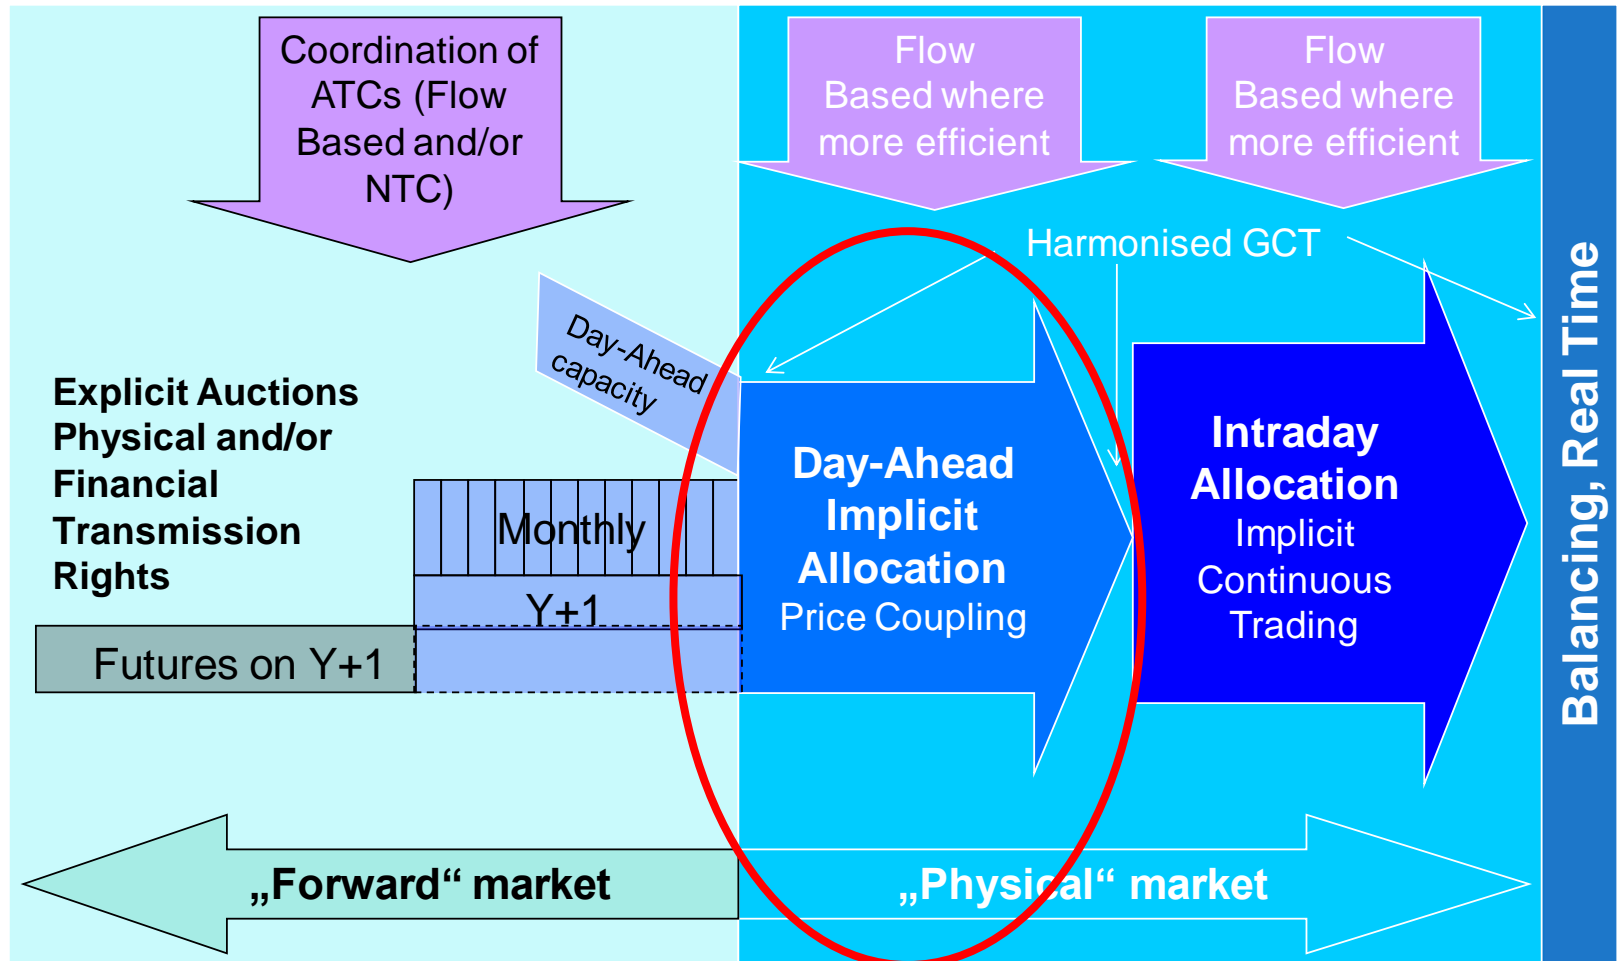 Coordination of
ATCs (Flow
Based and/or
NTC)
Flow
Based where
more efficient
Flow
Based where
more efficient
Harmonised GCT
Day-Ahead
capacity
Explicit Auctions
Physical and/or
Financial
Transmission
Rights
Monthly
Y+1
Futures on Y+1
Day-Ahead
Implicit
Allocation
Price Coupling
Intraday
Allocation
Implicit
Continuous
Trading
Balancing, Real Time
„Forward“ market
„Physical“ market